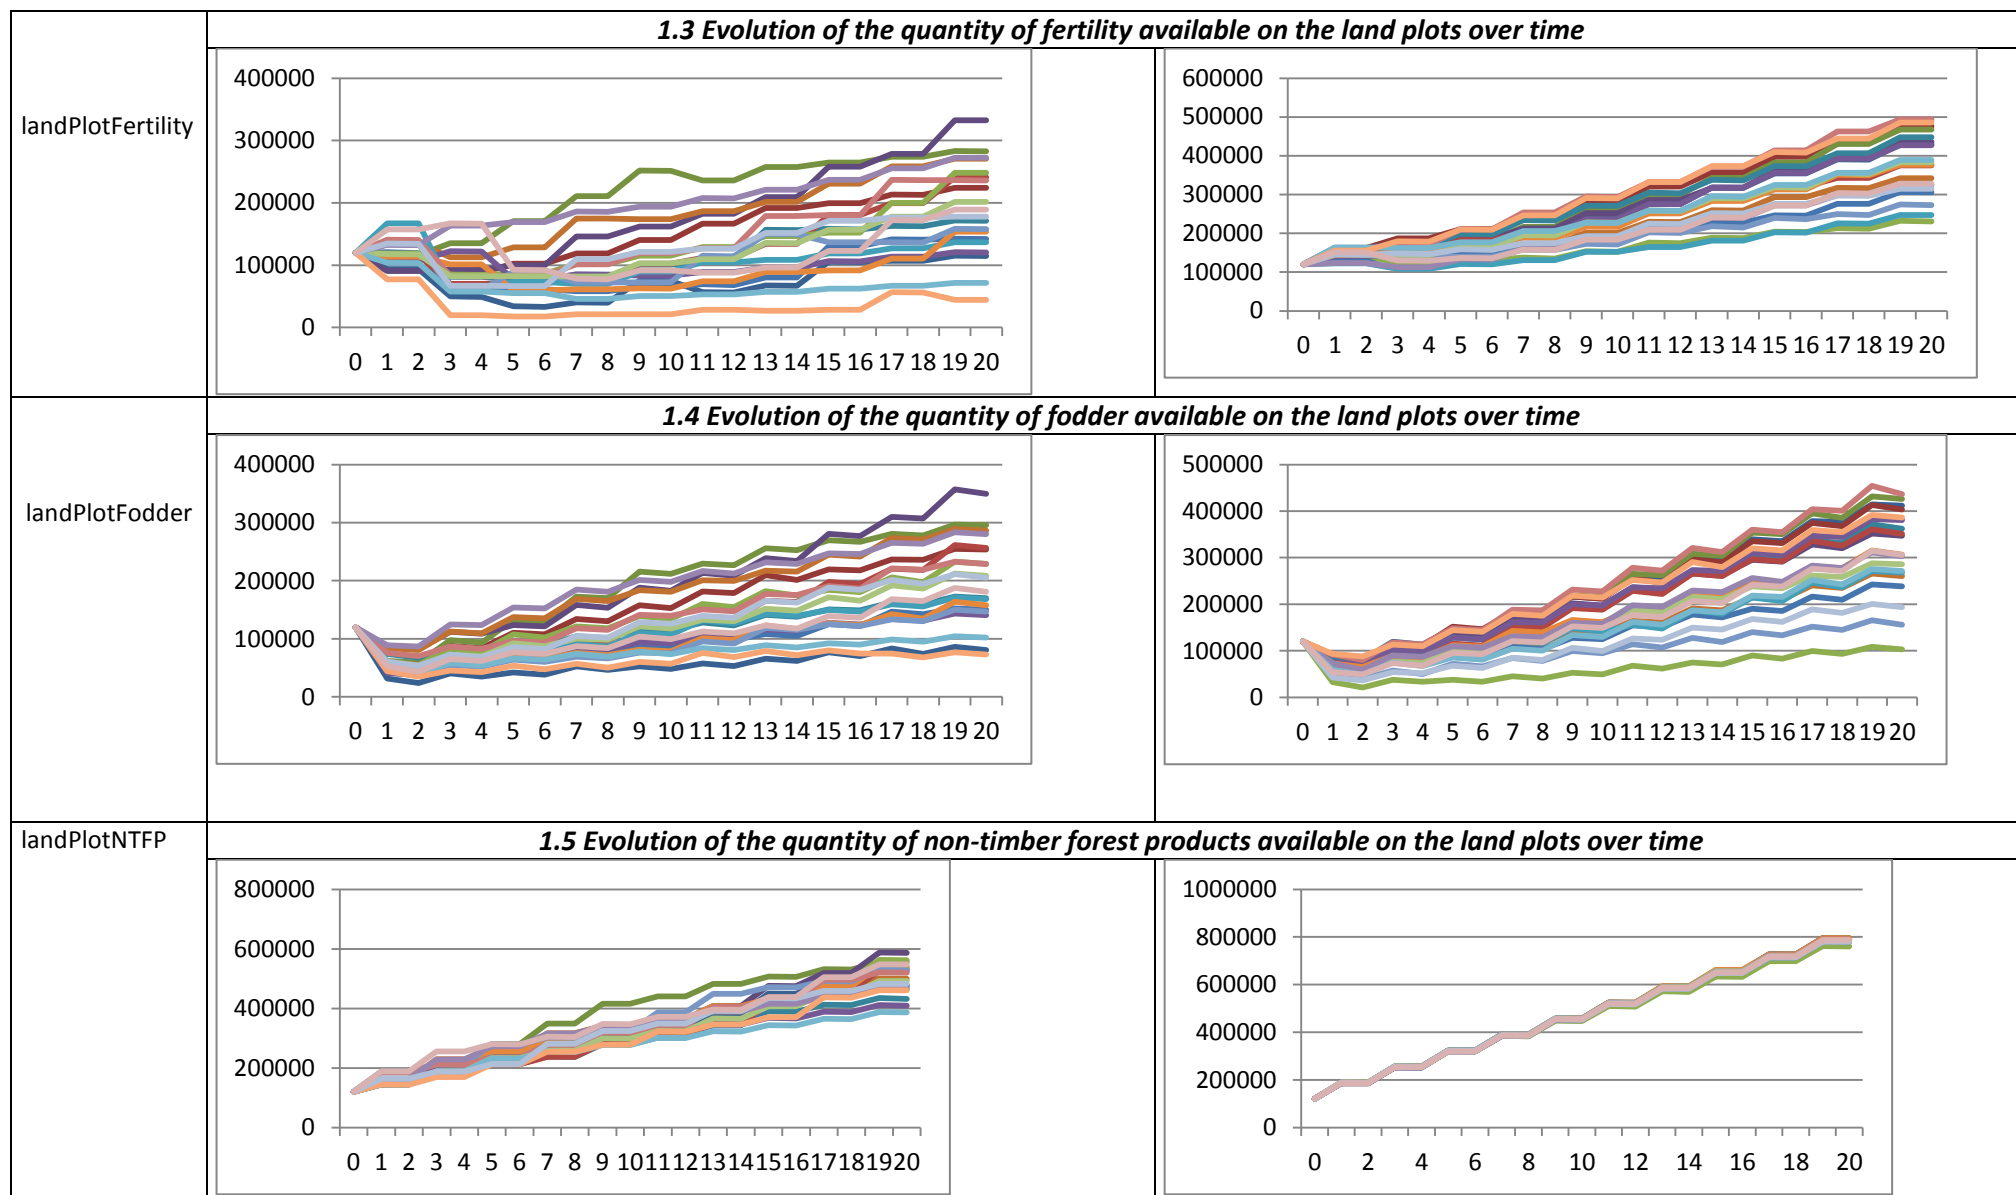 1.3 Evolution of the quantity of fertility available on the land plots over time
landPlotFertility
400000
300000
200000
100000
0
0 1 2 3 4 5 6 7 8 9 10 11 12 13 14 15 16 17 18 19 20
600000
500000
400000
300000
200000
100000
0
0 1 2 3 4 5 6 7 8 9 10 11 12 13 14 15 16 17 18 19 20
1.4 Evolution of the quantity of fodder available on the land plots over time
landPlotFodder
400000
300000
200000
100000
0
0 1 2 3 4 5 6 7 8 9 10 11 12 13 14 15 16 17 18 19 20
500000
400000
300000
200000
100000
0
0 1 2 3 4 5 6 7 8 9 10 11 12 13 14 15 16 17 18 19 20
landPlotNTFP
1.5 Evolution of the quantity of non-timber forest products available on the land plots over time
800000
600000
400000
200000
0
0 1 2 3 4 5 6 7 8 9 10 11 12 13 14 15 16 17 18 19 20
1000000
800000
600000
400000
200000
0
0 2 4 6 8 10 12 14 16 18 20